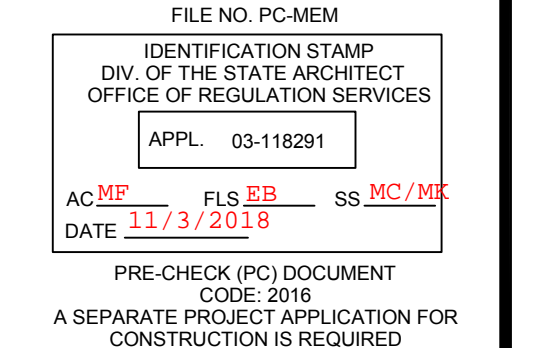 FILE NO. PC-MEM
IDENTIFICATION STAMP
DIV. OF THE STATE ARCHITECT
OFFICE OF REGULATION SERVICES
APPL. 03-118291
AC MF FLS EB SS MC/MK
DATE 11/3/2018
PRE-CHECK (PC) DOCUMENT
CODE: 2016
A SEPARATE PROJECT APPLICATION FOR
CONSTRUCTION IS REQUIRED